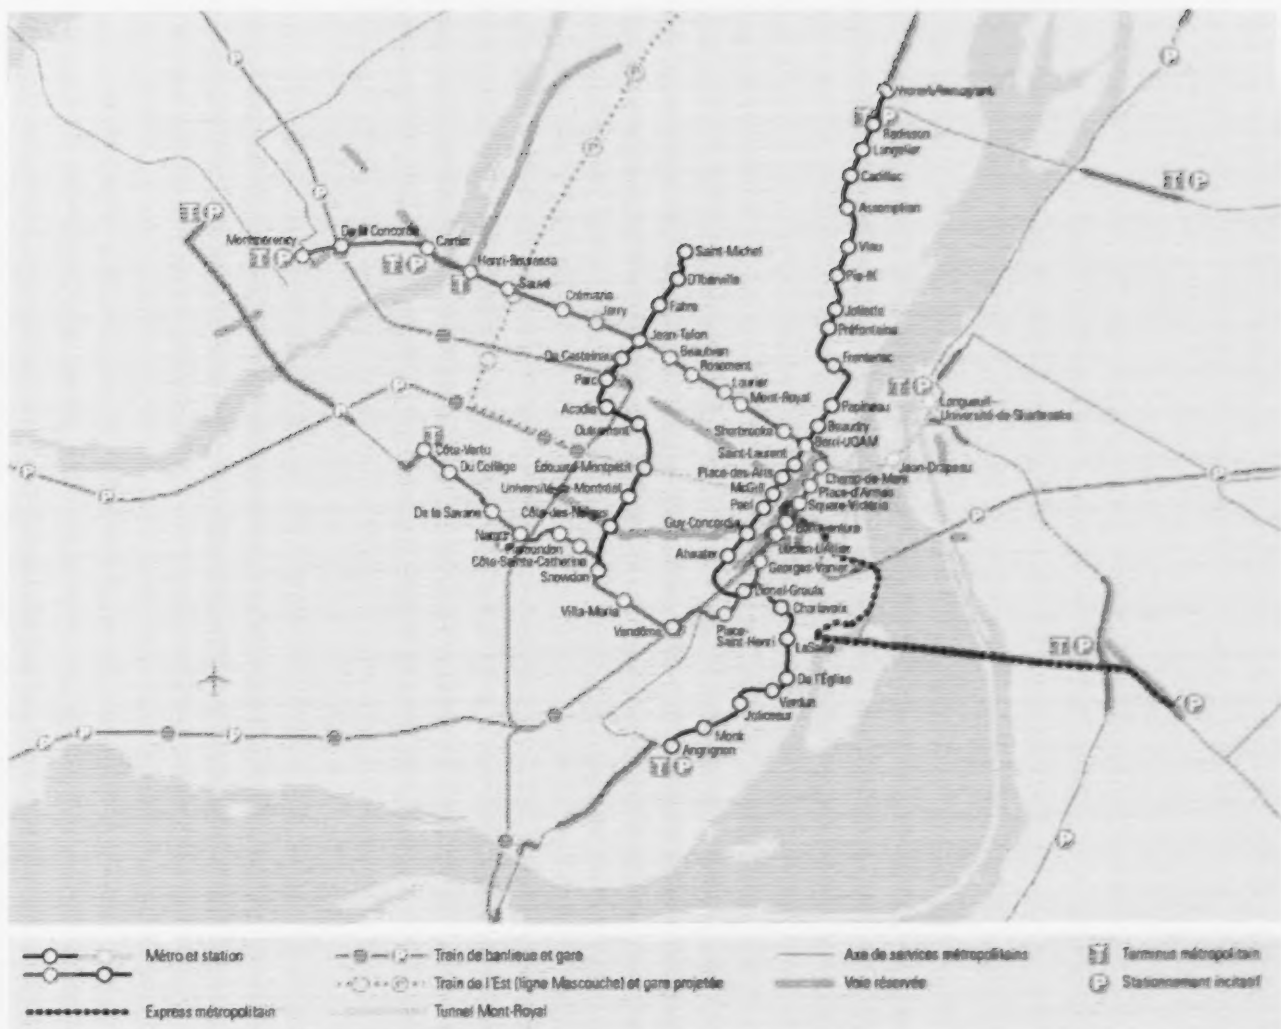 Radisson
Langelier
Cadillac
Assomption
Viau
Pie-IX
Joliette
Préfontaine
Frontenac
Papineau
Beaudry
Berri-UQAM
Montmorency
De la Concorde
Cartier
Henri-Bourassa
Sauvé
Crémazie
Jarry
Saint-Michel
D'Iberville
Fabre
Jean-Talon
De Castelnau
Beaubien
Parc
Rosemont
Acadie
Laurier
Mont-Royal
Outremont
Sherbrooke
Longueuil–
Université-de-Sherbrooke
Côte-Vertu
Du Collège
Édouard-Montpetit
Université-de-Montréal
De la Savane
Côte-des-Neiges
Namur
Plamondon
Côte-Sainte-Catherine
Snowdon
Villa-Maria
Vendôme
Saint-Laurent
Place-des-Arts
McGill
Peel
Guy-Concordia
Atwater
Jean-Drapeau
Champ-de-Mars
Place-d'Armes
Square-Victoria
Bonaventure
Lucien-L'Allier
Georges-Vanier
Lionel-Groulx
Charlevoix
Place-
Saint-Henri
LaSalle
De l'Église
Verdun
Jolicoeur
Monk
Angrignon
T P
Métro et station
Express métropolitain
Train de banlieue et gare
Train de l'Est (ligne Mascouche) et gare projetée
Tunnel Mont-Royal
Axe de services métropolitains
Voie réservée
T Terminus métropolitain
P Stationnement incitatif